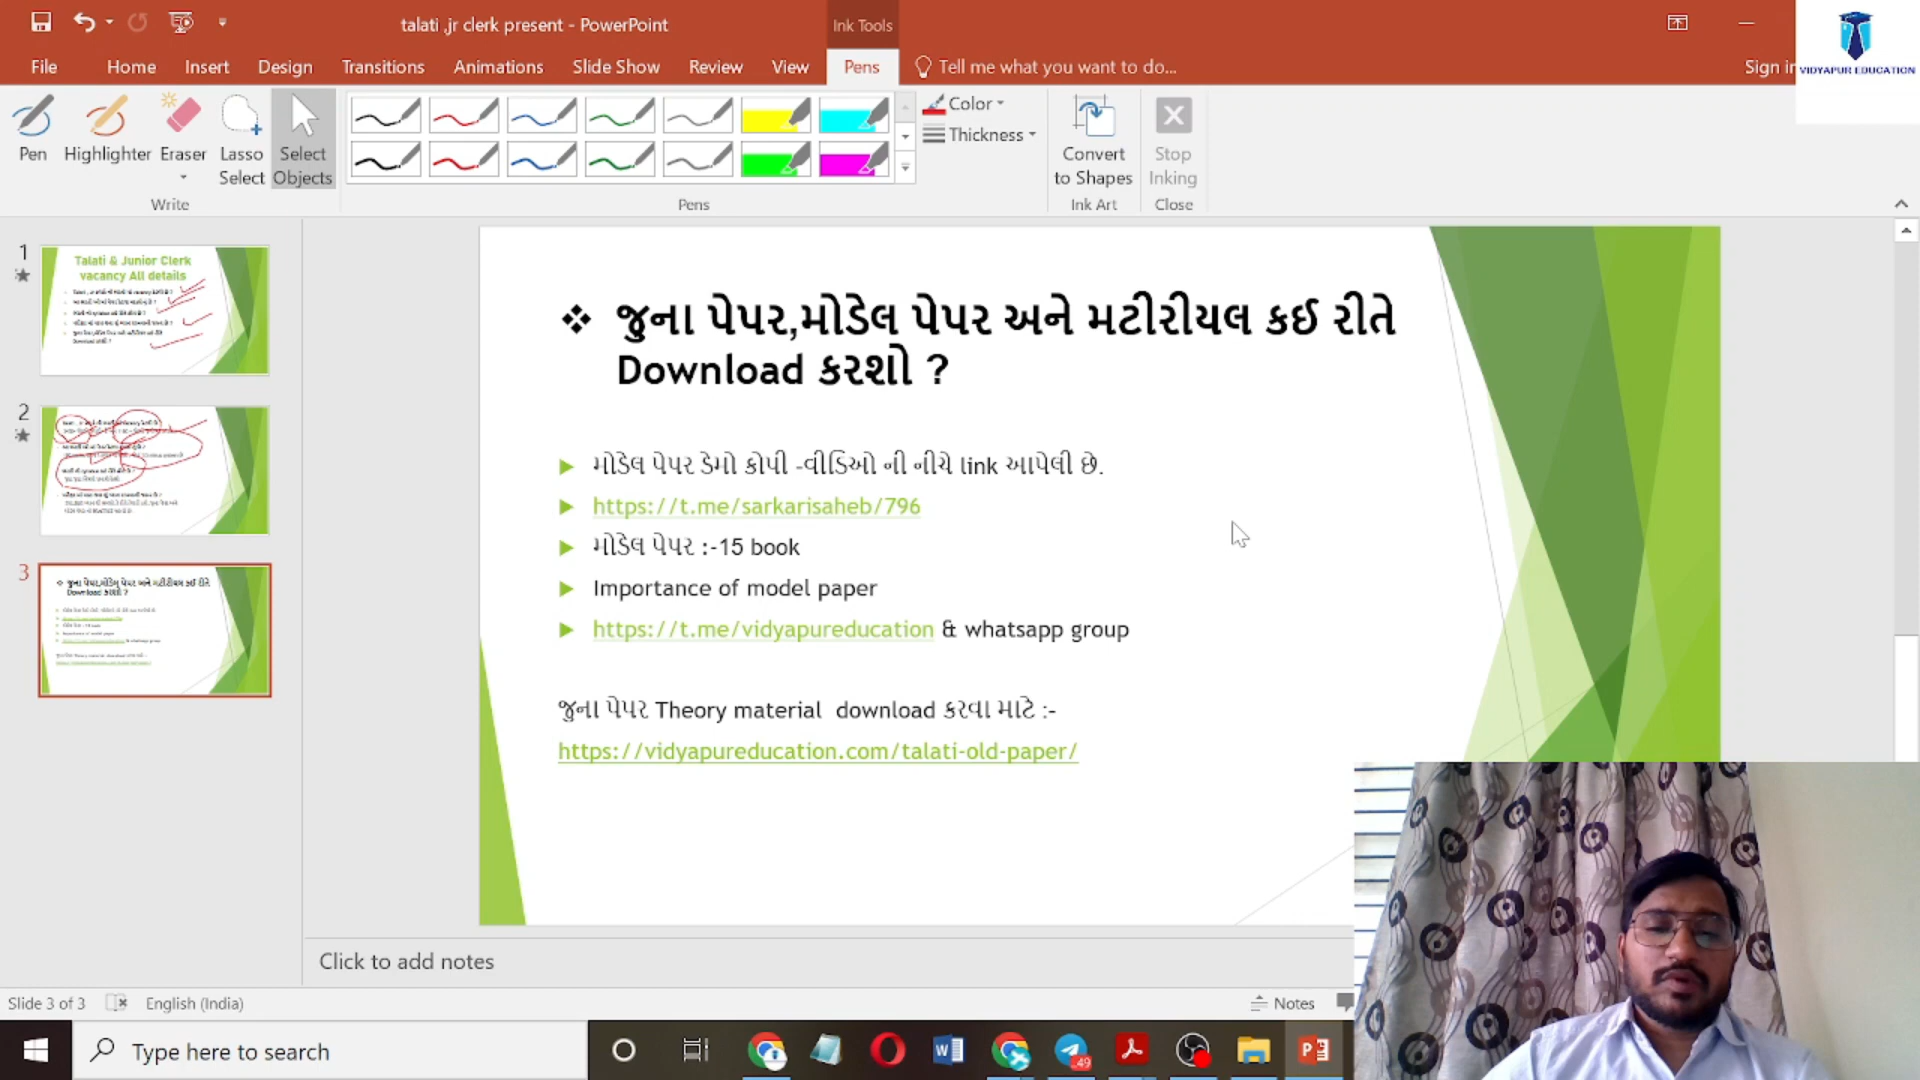 talati ,jr clerk present - PowerPoint
Ink Tools
File
Home
Insert
Design
Transitions
Animations
Slide Show
Review
View
Pens
Tell me what you want to do...
Sign in
VIDYAPUR EDUCATION
Pen
Highlighter
Eraser
Lasso Select
Select Objects
Color
Thickness
Convert to Shapes
Stop Inking
Write
Pens
Ink Art
Close
1
Talati & Junior Clerk
vacancy All details
2
3
જુના પેપર,મોડેલ પેપર અને મટીરીયલ કઈ રીતે
Download કરશો ?
મોડેલ પેપર ડેમો કોપી -વીડિઓ ની નીચે link આપેલી છે.
https://t.me/sarkarisaheb/796
મોડેલ પેપર :-15 book
Importance of model paper
https://t.me/vidyapureducation & whatsapp group
જુના પેપર Theory material download કરવા માટે :-
https://vidyapureducation.com/talati-old-paper/
Click to add notes
Slide 3 of 3
English (India)
Notes
Type here to search
49